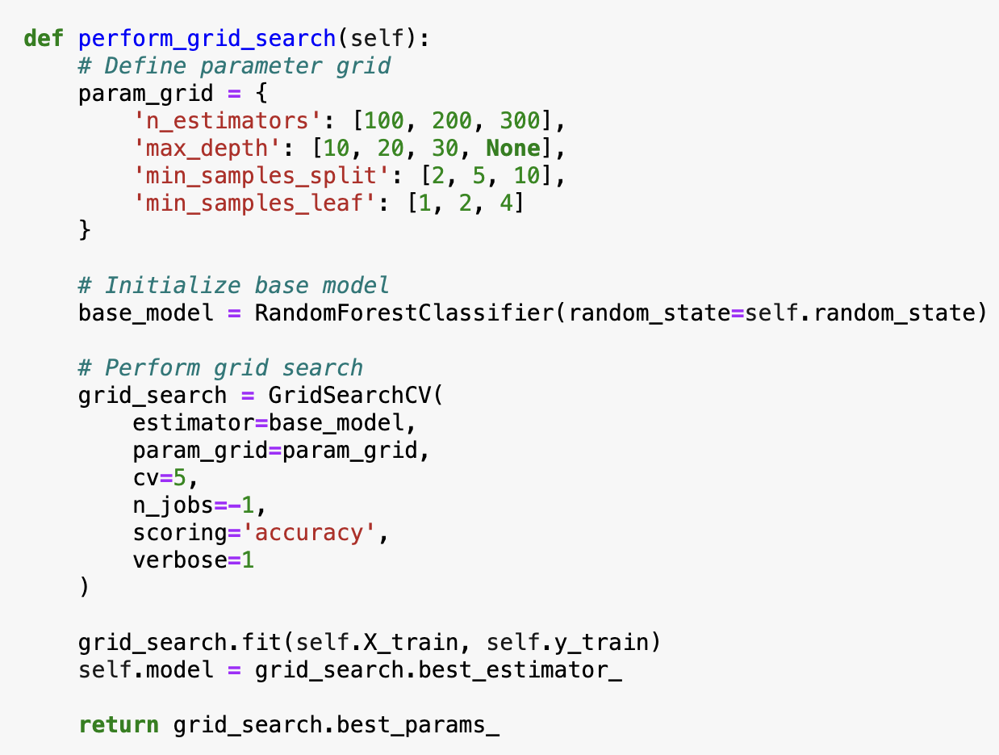 def perform_grid_search(self):
    # Define parameter grid
    param_grid = {
        'n_estimators': [100, 200, 300],
        'max_depth': [10, 20, 30, None],
        'min_samples_split': [2, 5, 10],
        'min_samples_leaf': [1, 2, 4]
    }

    # Initialize base model
    base_model = RandomForestClassifier(random_state=self.random_state)

    # Perform grid search
    grid_search = GridSearchCV(
        estimator=base_model,
        param_grid=param_grid,
        cv=5,
        n_jobs=-1,
        scoring='accuracy',
        verbose=1
    )

    grid_search.fit(self.X_train, self.y_train)
    self.model = grid_search.best_estimator_

    return grid_search.best_params_